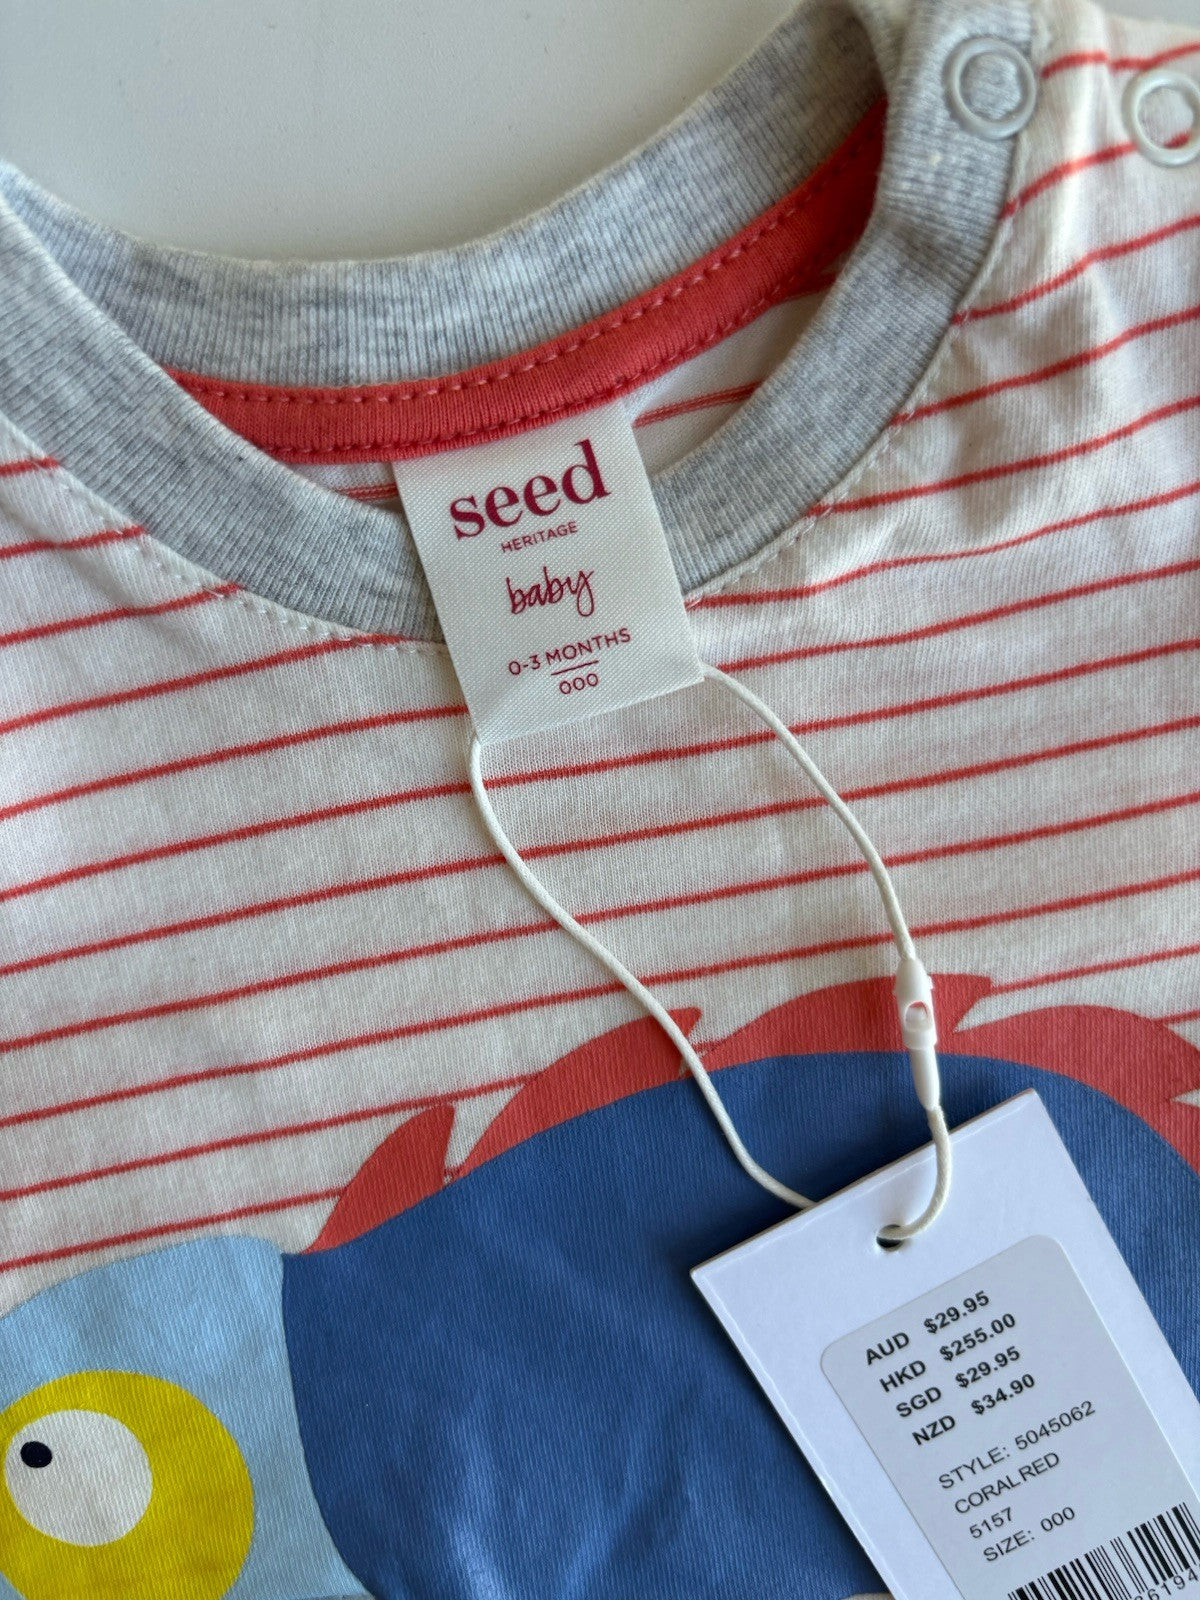 seed
HERITAGE
baby
0-3 MONTHS
000
AUD $29.95
HKD $255.00
SGD $29.95
NZD $34.90
STYLE: 5045062
CORAL RED
5157
SIZE: 000